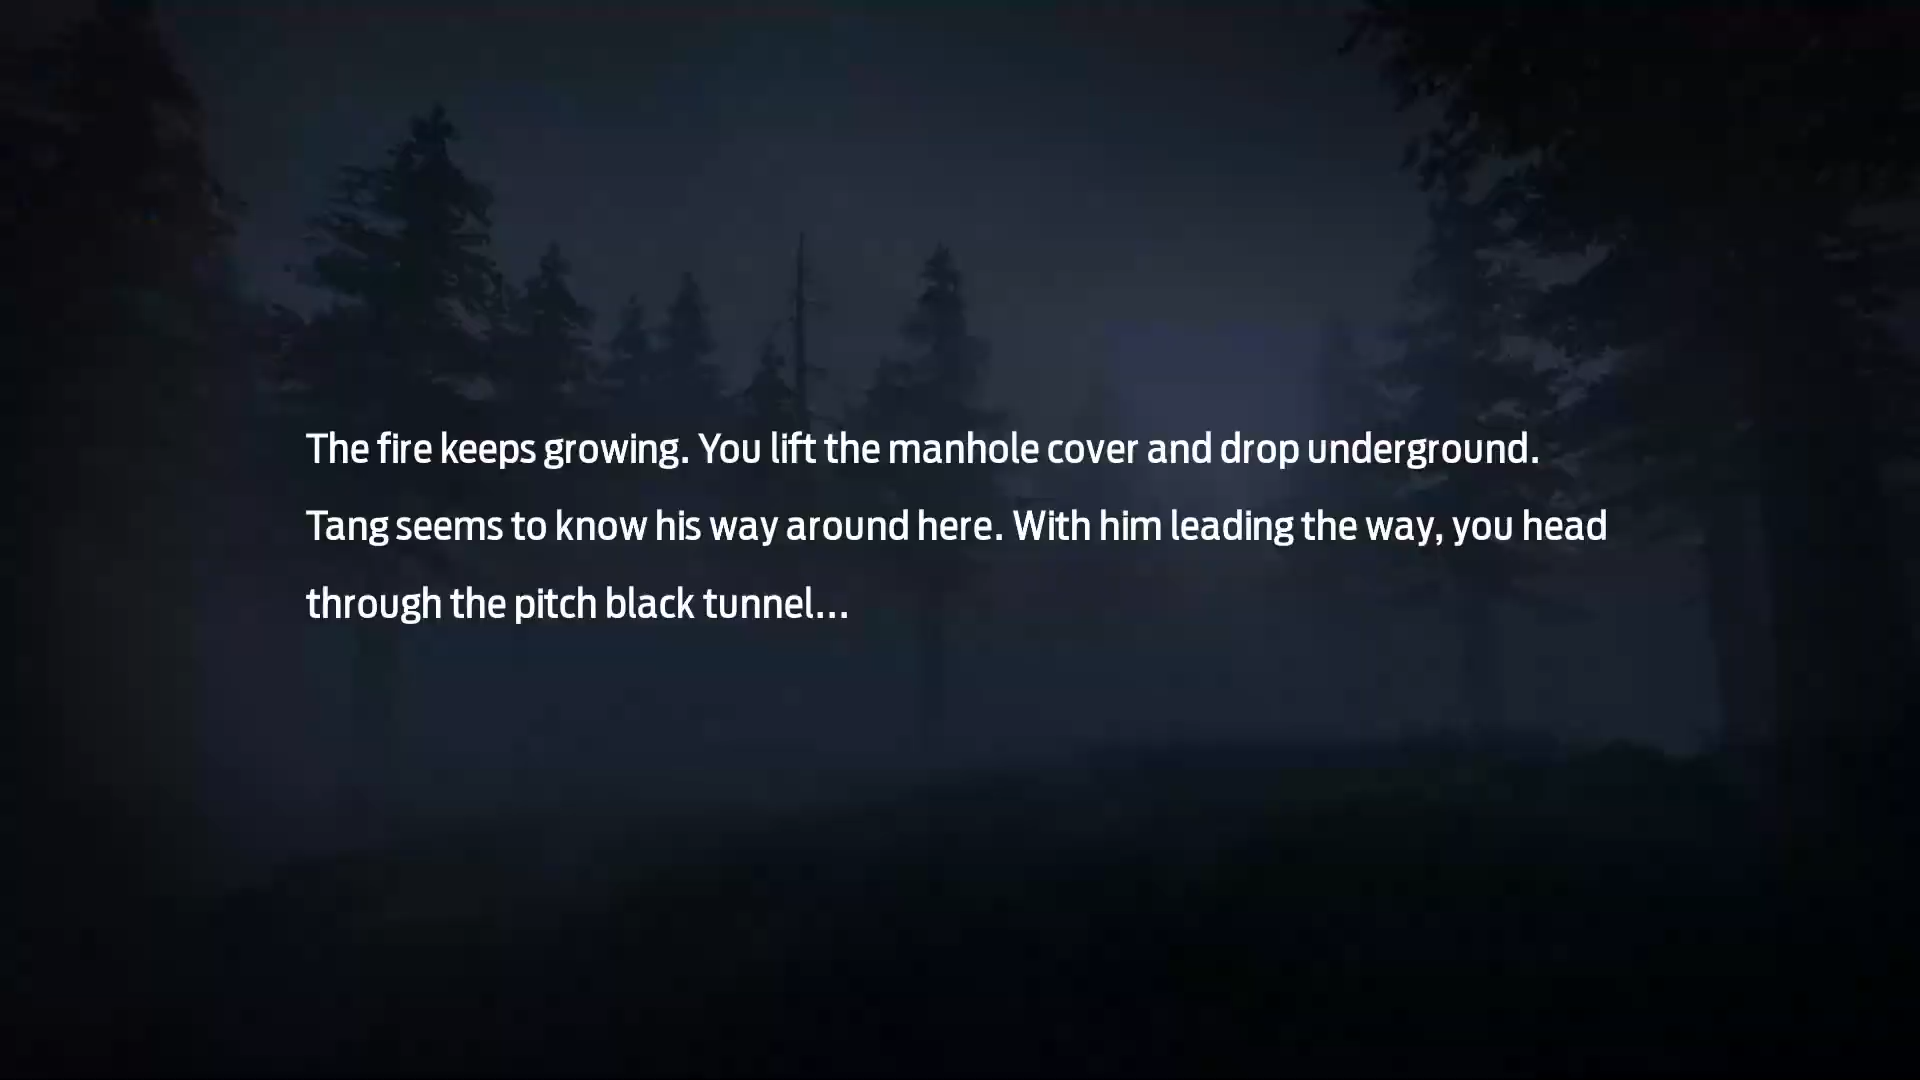 The fire keeps growing. You lift the manhole cover and drop underground.
Tang seems to know his way around here. With him leading the way, you head
through the pitch black tunnel...